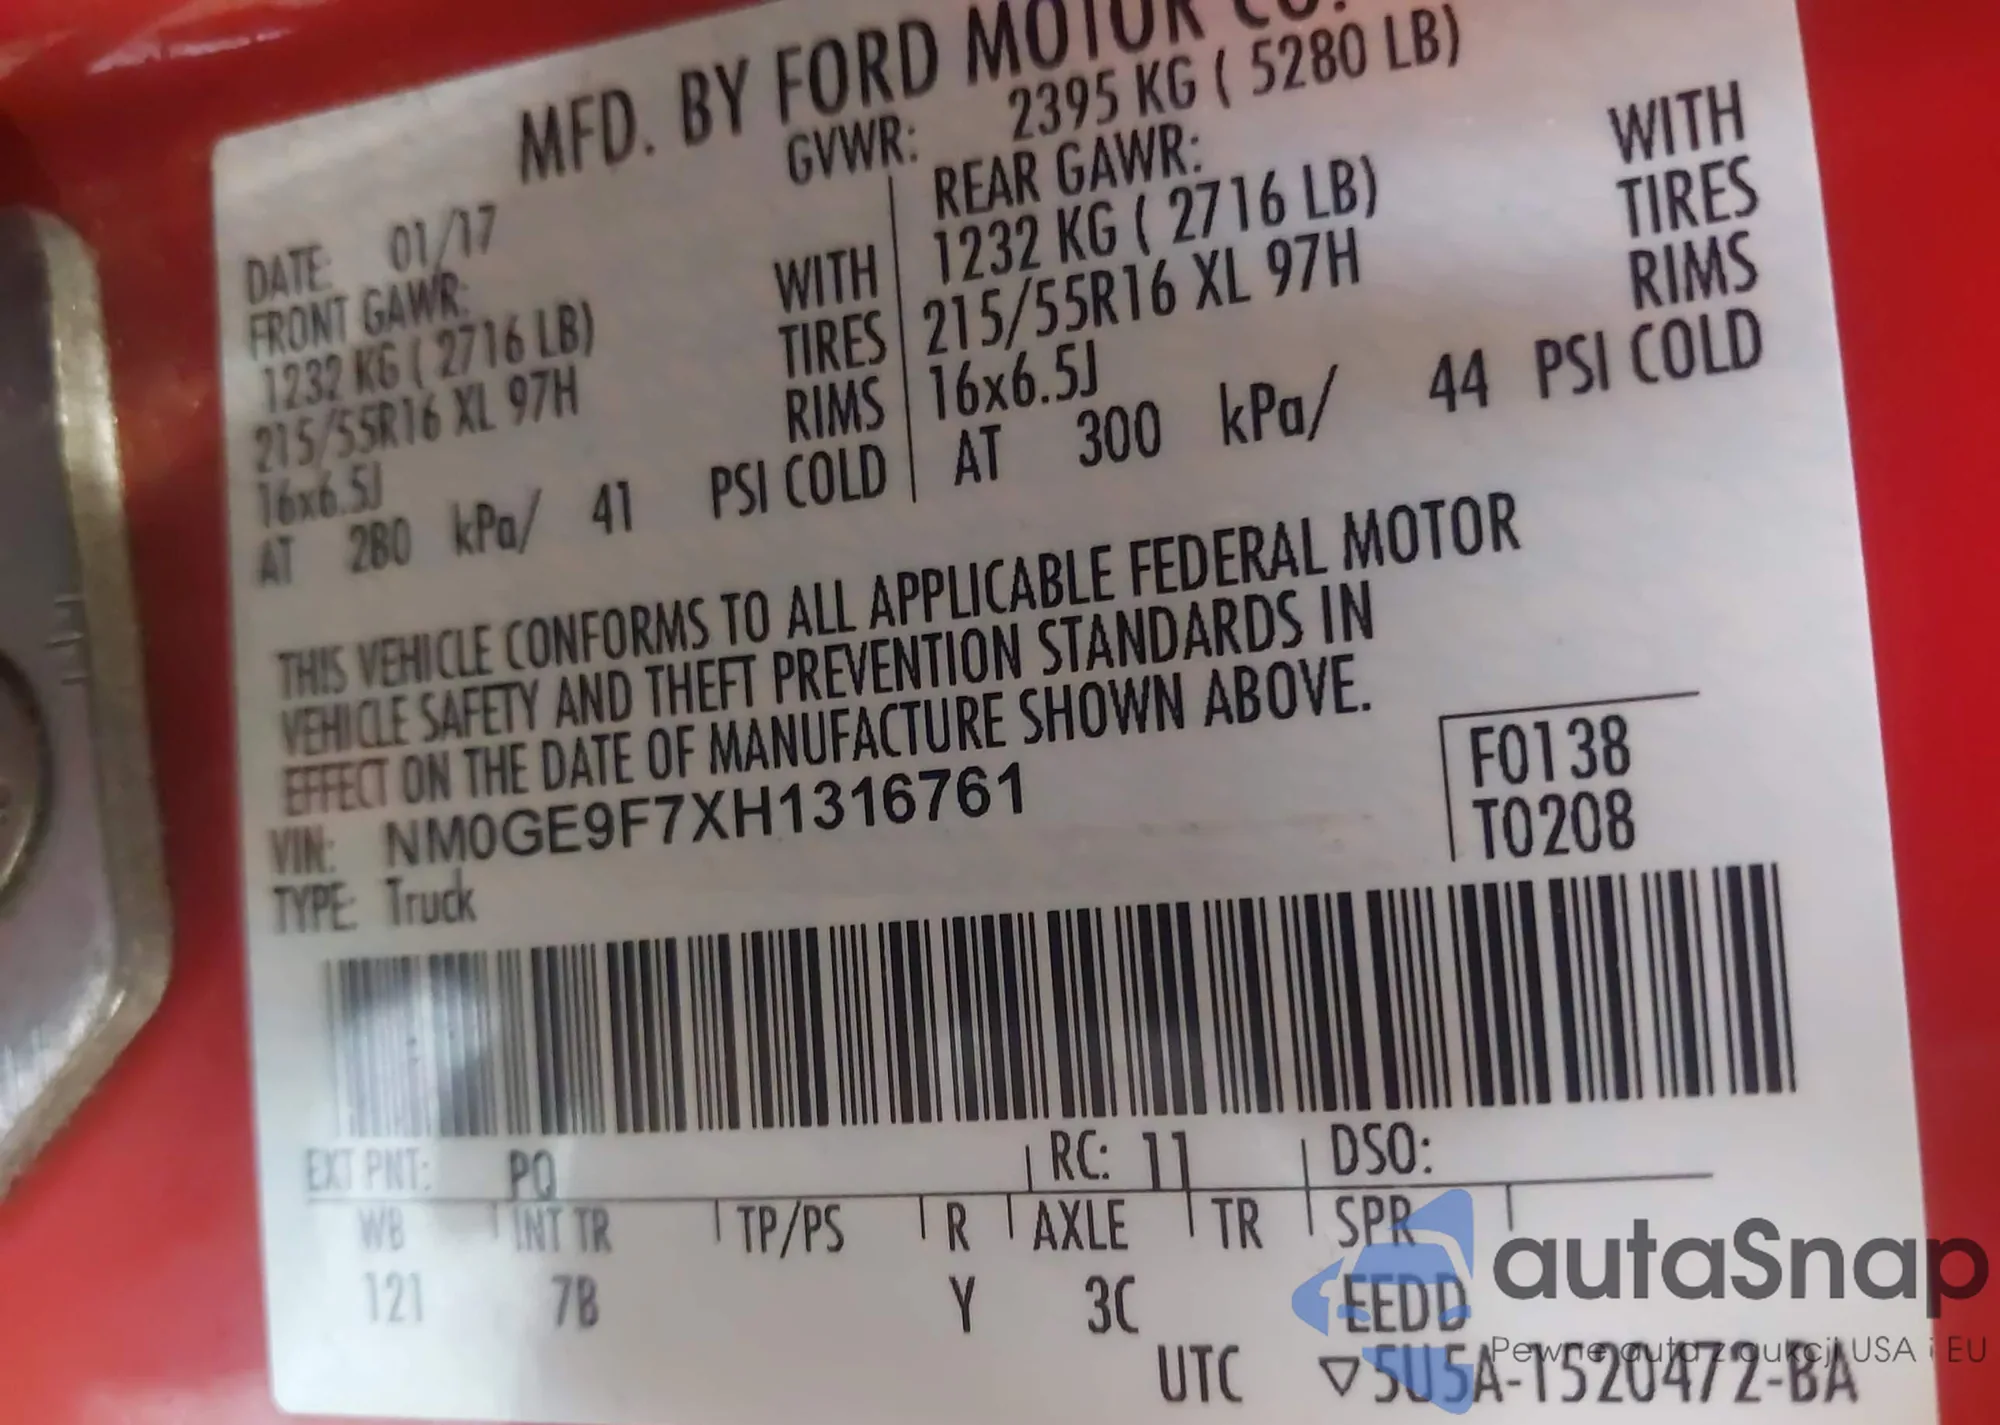 MFD. BY FORD MOTOR CO.
GVWR: 2395 KG ( 5280 LB)
DATE: 01/17
FRONT GAWR:
1232 KG ( 2716 LB) WITH
215/55R16 XL 97H TIRES
16x6.5J RIMS
AT 280 kPa/ 41 PSI COLD
REAR GAWR: WITH
1232 KG ( 2716 LB) TIRES
215/55R16 XL 97H RIMS
16x6.5J
AT 300 kPa/ 44 PSI COLD
THIS VEHICLE CONFORMS TO ALL APPLICABLE FEDERAL MOTOR
VEHICLE SAFETY AND THEFT PREVENTION STANDARDS IN
EFFECT ON THE DATE OF MANUFACTURE SHOWN ABOVE.
VIN: NM0GE9F7XH1316761
TYPE: Truck
F0138
T0208
EXT PNT: PQ RC: 11 DSO:
WB INT TR TP/PS R AXLE TR SPR
121 7B Y 3C EEDD
UTC ▽5U5A-1520472-BA
autaSnap
Pewne auta z aukcji USA i EU